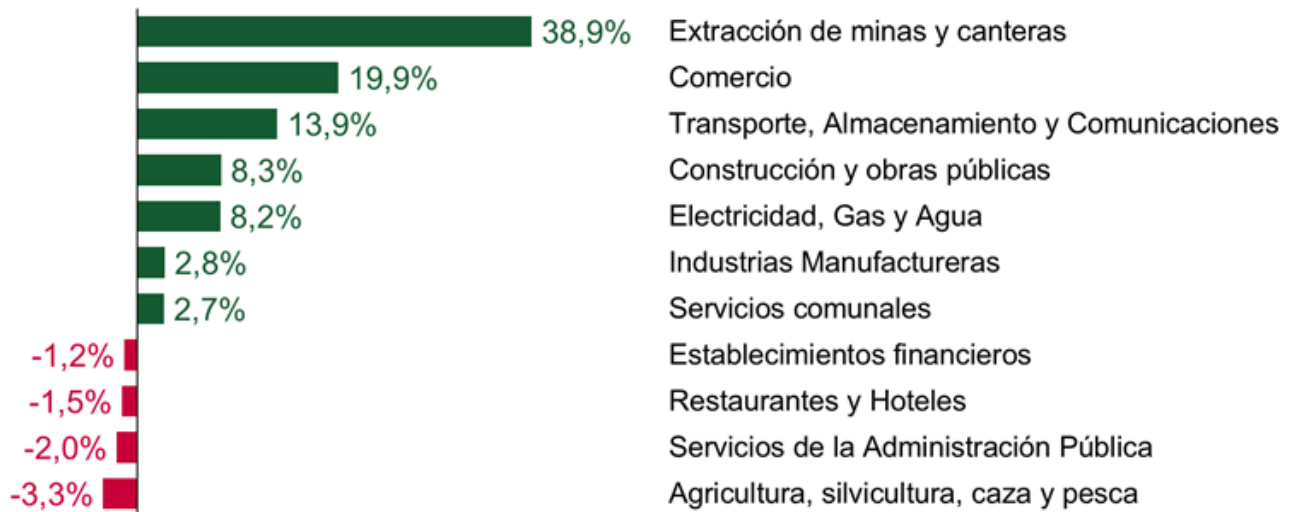 38,9% Extracción de minas y canteras
19,9% Comercio
13,9% Transporte, Almacenamiento y Comunicaciones
8,3% Construcción y obras públicas
8,2% Electricidad, Gas y Agua
2,8% Industrias Manufactureras
2,7% Servicios comunales
-1,2% Establecimientos financieros
-1,5% Restaurantes y Hoteles
-2,0% Servicios de la Administración Pública
-3,3% Agricultura, silvicultura, caza y pesca